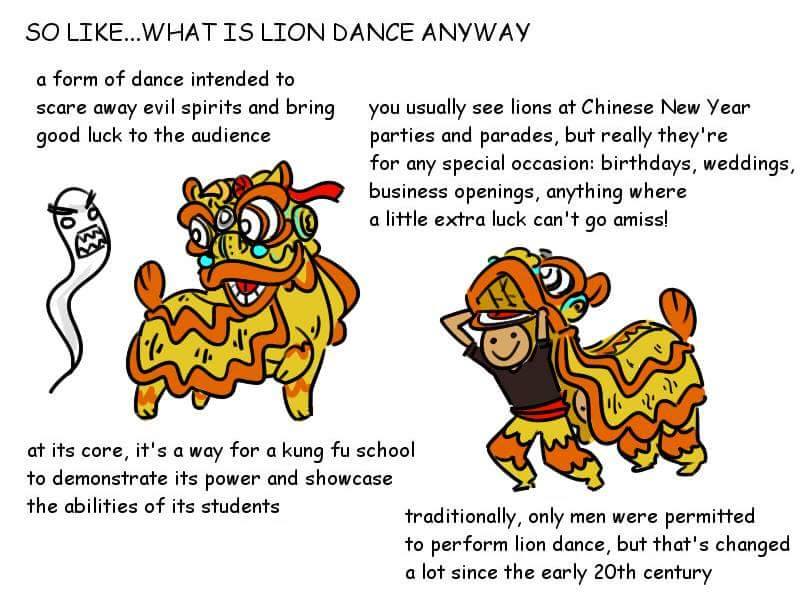 SO LIKE...WHAT IS LION DANCE ANYWAY
a form of dance intended to
scare away evil spirits and bring
good luck to the audience
you usually see lions at Chinese New Year
parties and parades, but really they're
for any special occasion: birthdays, weddings,
business openings, anything where
a little extra luck can't go amiss!
at its core, it's a way for a kung fu school
to demonstrate its power and showcase
the abilities of its students
traditionally, only men were permitted
to perform lion dance, but that's changed
a lot since the early 20th century